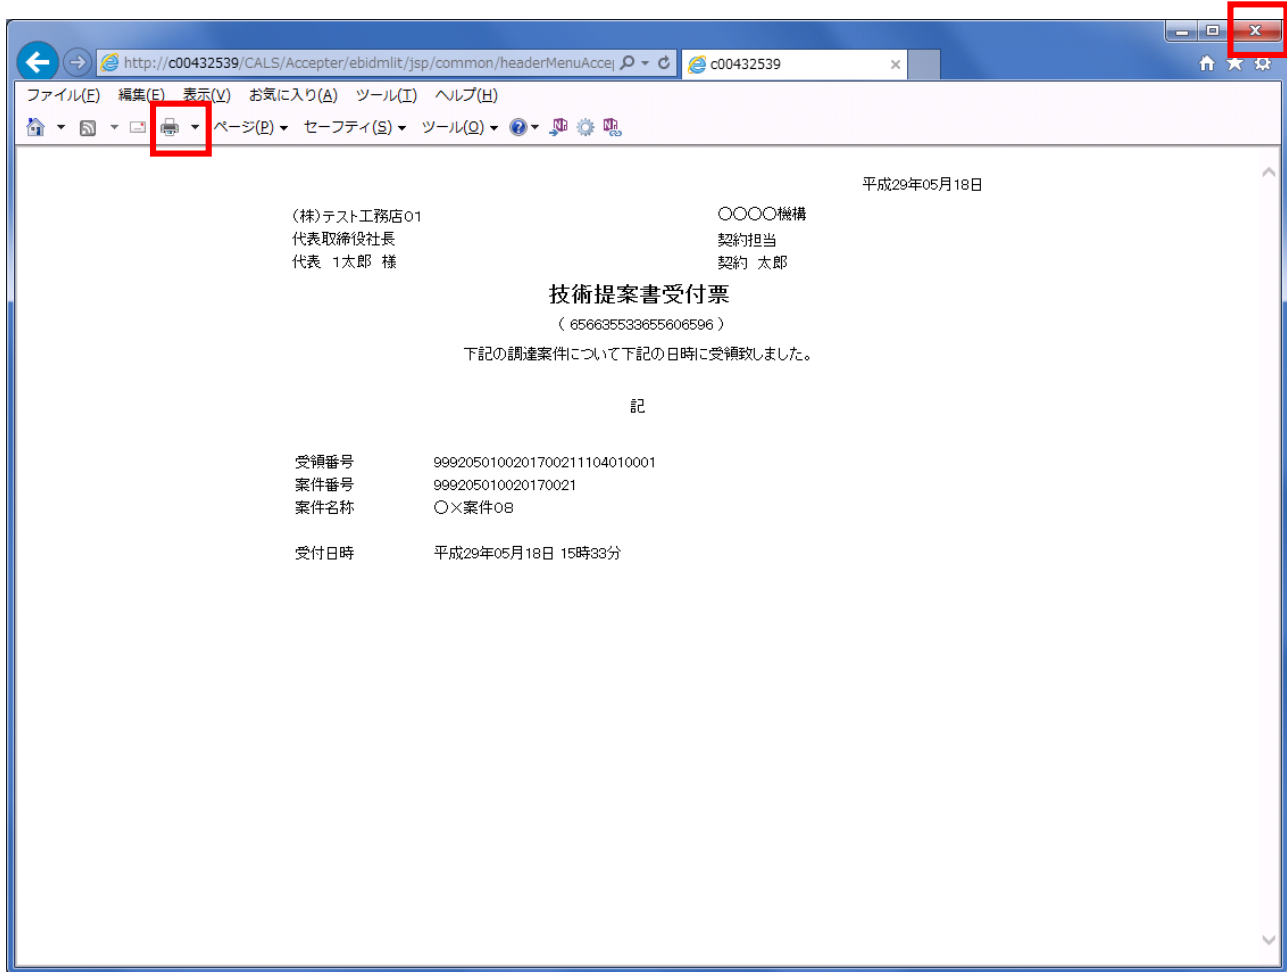 http://c00432539/CALS/Accepter/ebidmlit/jsp/common/headerMenuAccep
c00432539
ファイル(F) 編集(E) 表示(V) お気に入り(A) ツール(T) ヘルプ(H)
ページ(P) セーフティ(S) ツール(O)
平成29年05月18日
(株)テスト工務店01 〇〇〇〇機構
代表取締役社長 契約担当
代表 1太郎 様 契約 太郎
技術提案書受付票
( 656635533655606596 )
下記の調達案件について下記の日時に受領致しました。
記
受領番号 9992050100201700211104010001
案件番号 999205010020170021
案件名称 〇×案件08
受付日時 平成29年05月18日 15時33分